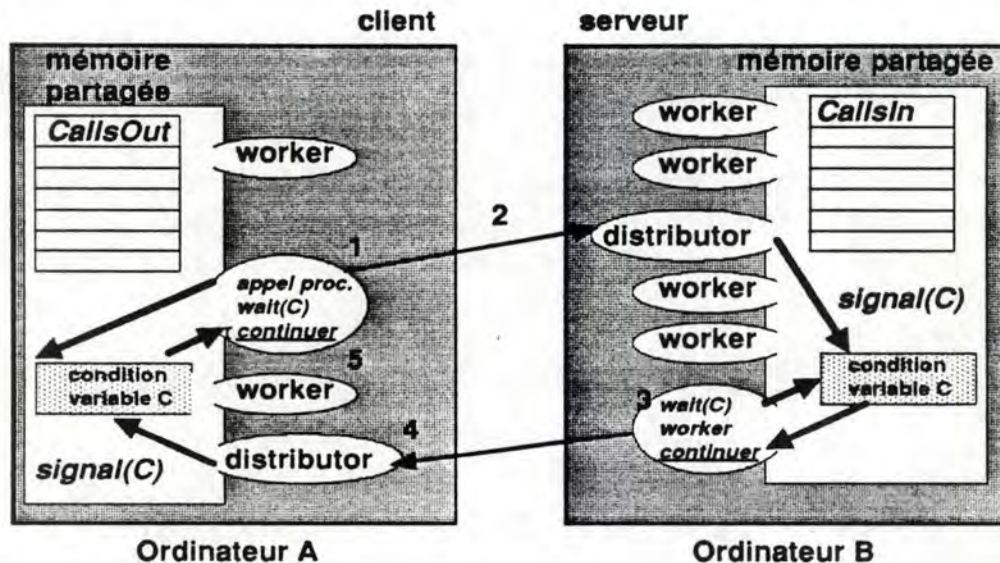 client
serveur
mémoire
partagée
CallsOut
worker
1
appel proc.
wait(C)
continuer
condition
variable C
5
worker
4
distributor
signal(C)
Ordinateur A
2
mémoire partagée
worker
CallsIn
worker
distributor
worker
signal(C)
worker
condition
variable C
3
wait(C)
worker
continuer
Ordinateur B